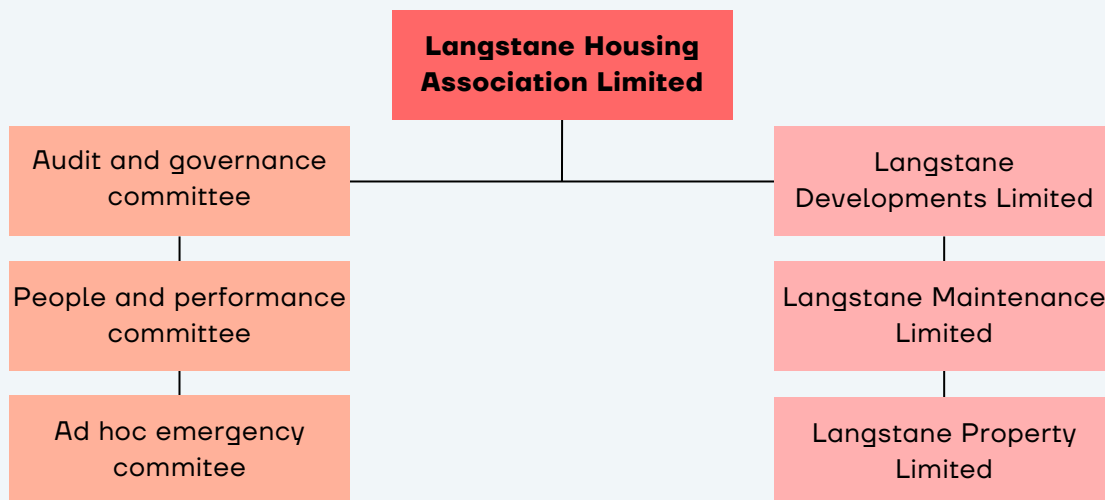 Langstane Housing
Association Limited
Audit and governance
committee
People and performance
committee
Ad hoc emergency
commitee
Langstane
Developments Limited
Langstane Maintenance
Limited
Langstane Property
Limited